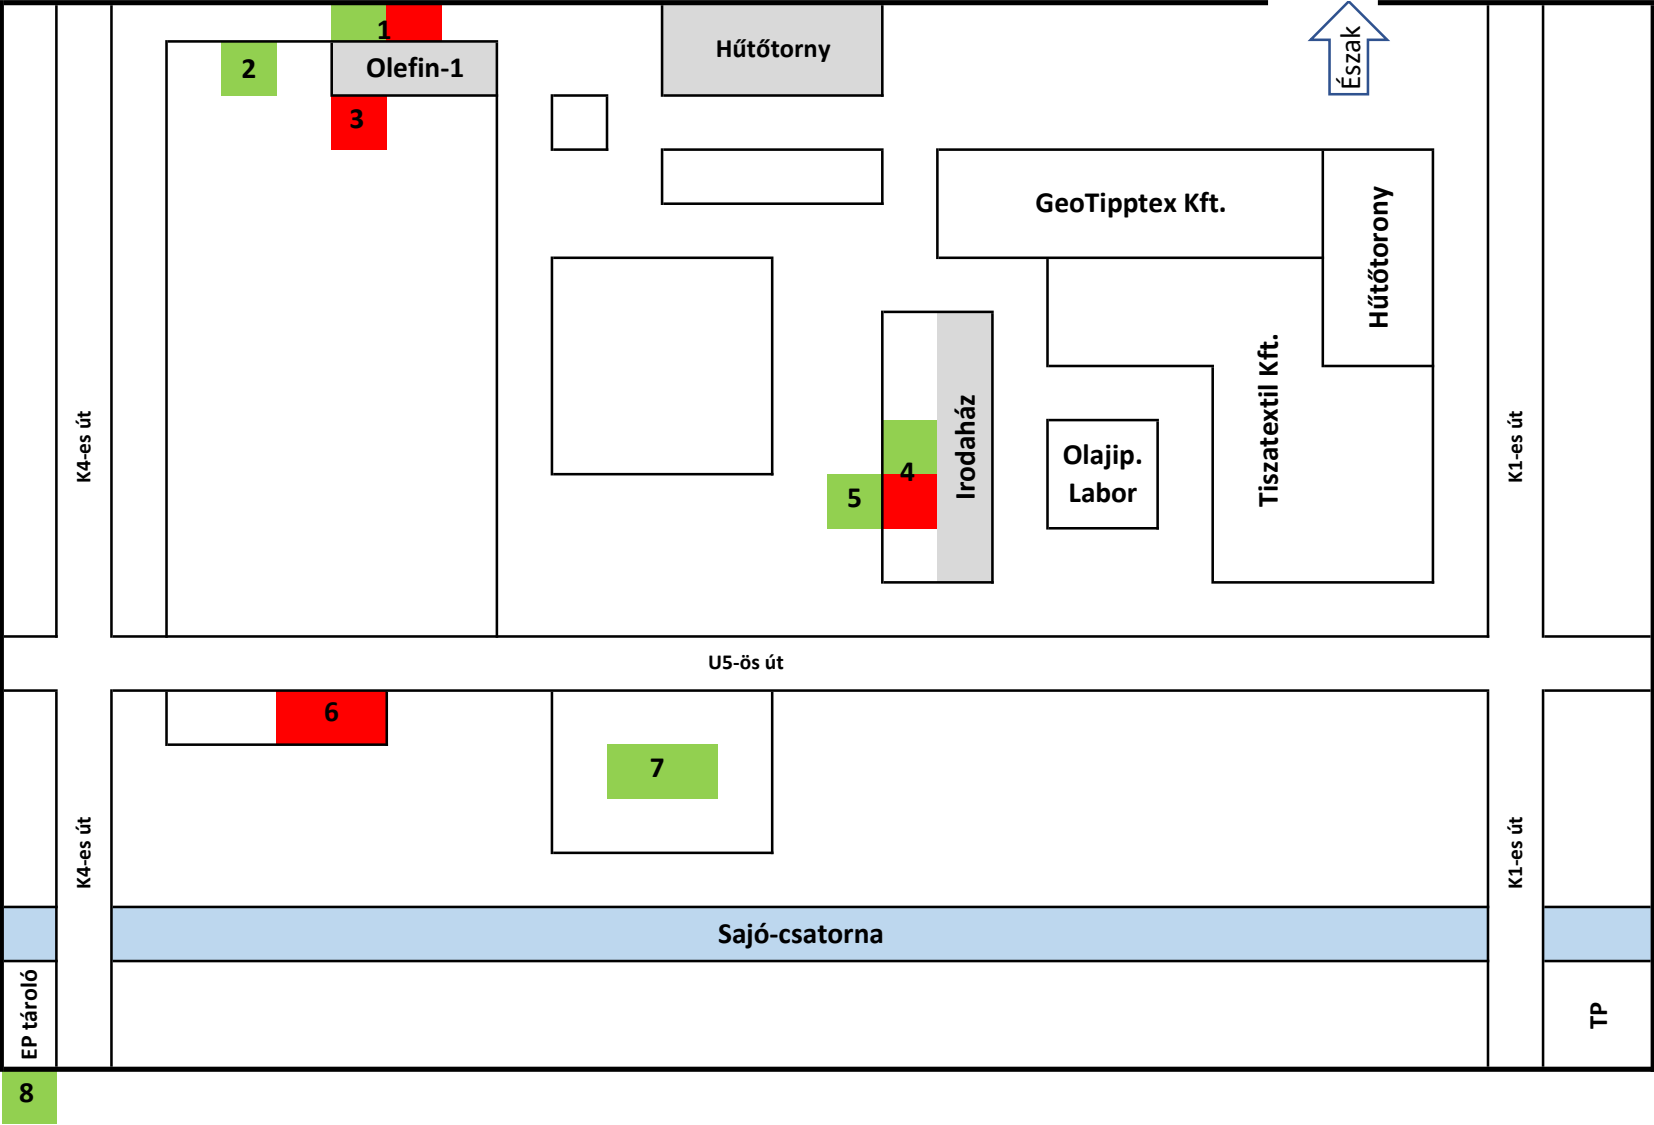 1
Hűtőtorny
Észak
2
Olefin-1
3
GeoTipptex Kft.
Hűtőtorony
Tiszatextil Kft.
K4-es út
Irodaház
Olajip.
Labor
K1-es út
4
5
U5-ös út
6
7
K4-es út
K1-es út
Sajó-csatorna
EP tároló
TP
8